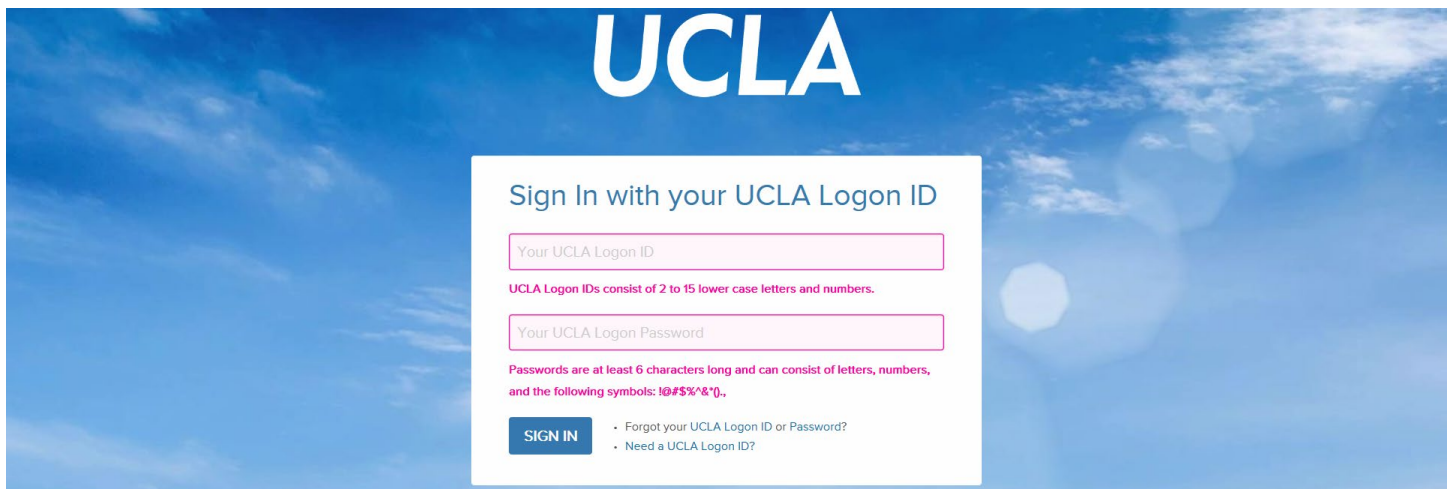 UCLA
Sign In with your UCLA Logon ID
Your UCLA Logon ID
UCLA Logon IDs consist of 2 to 15 lower case letters and numbers.
Your UCLA Logon Password
Passwords are at least 6 characters long and can consist of letters, numbers,
and the following symbols: !@#$%^&*().,
SIGN IN
• Forgot your UCLA Logon ID or Password?
• Need a UCLA Logon ID?